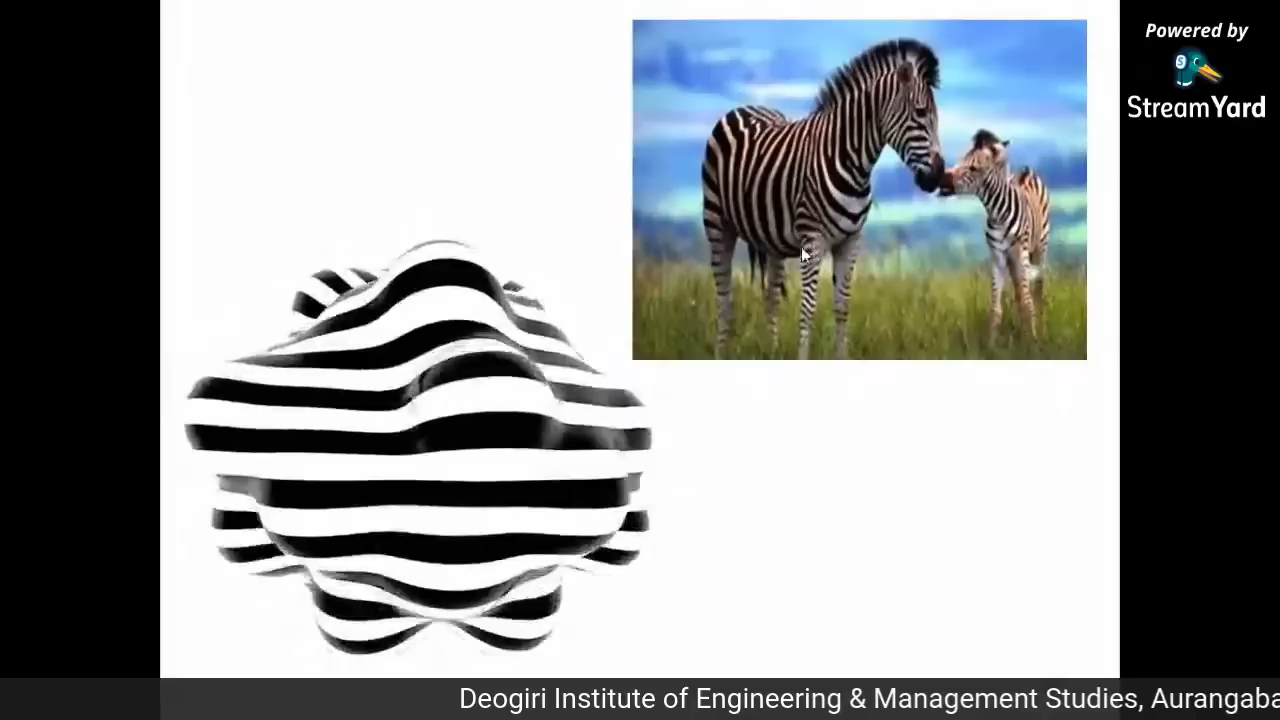 Powered by
StreamYard
Deogiri Institute of Engineering & Management Studies, Aurangaba